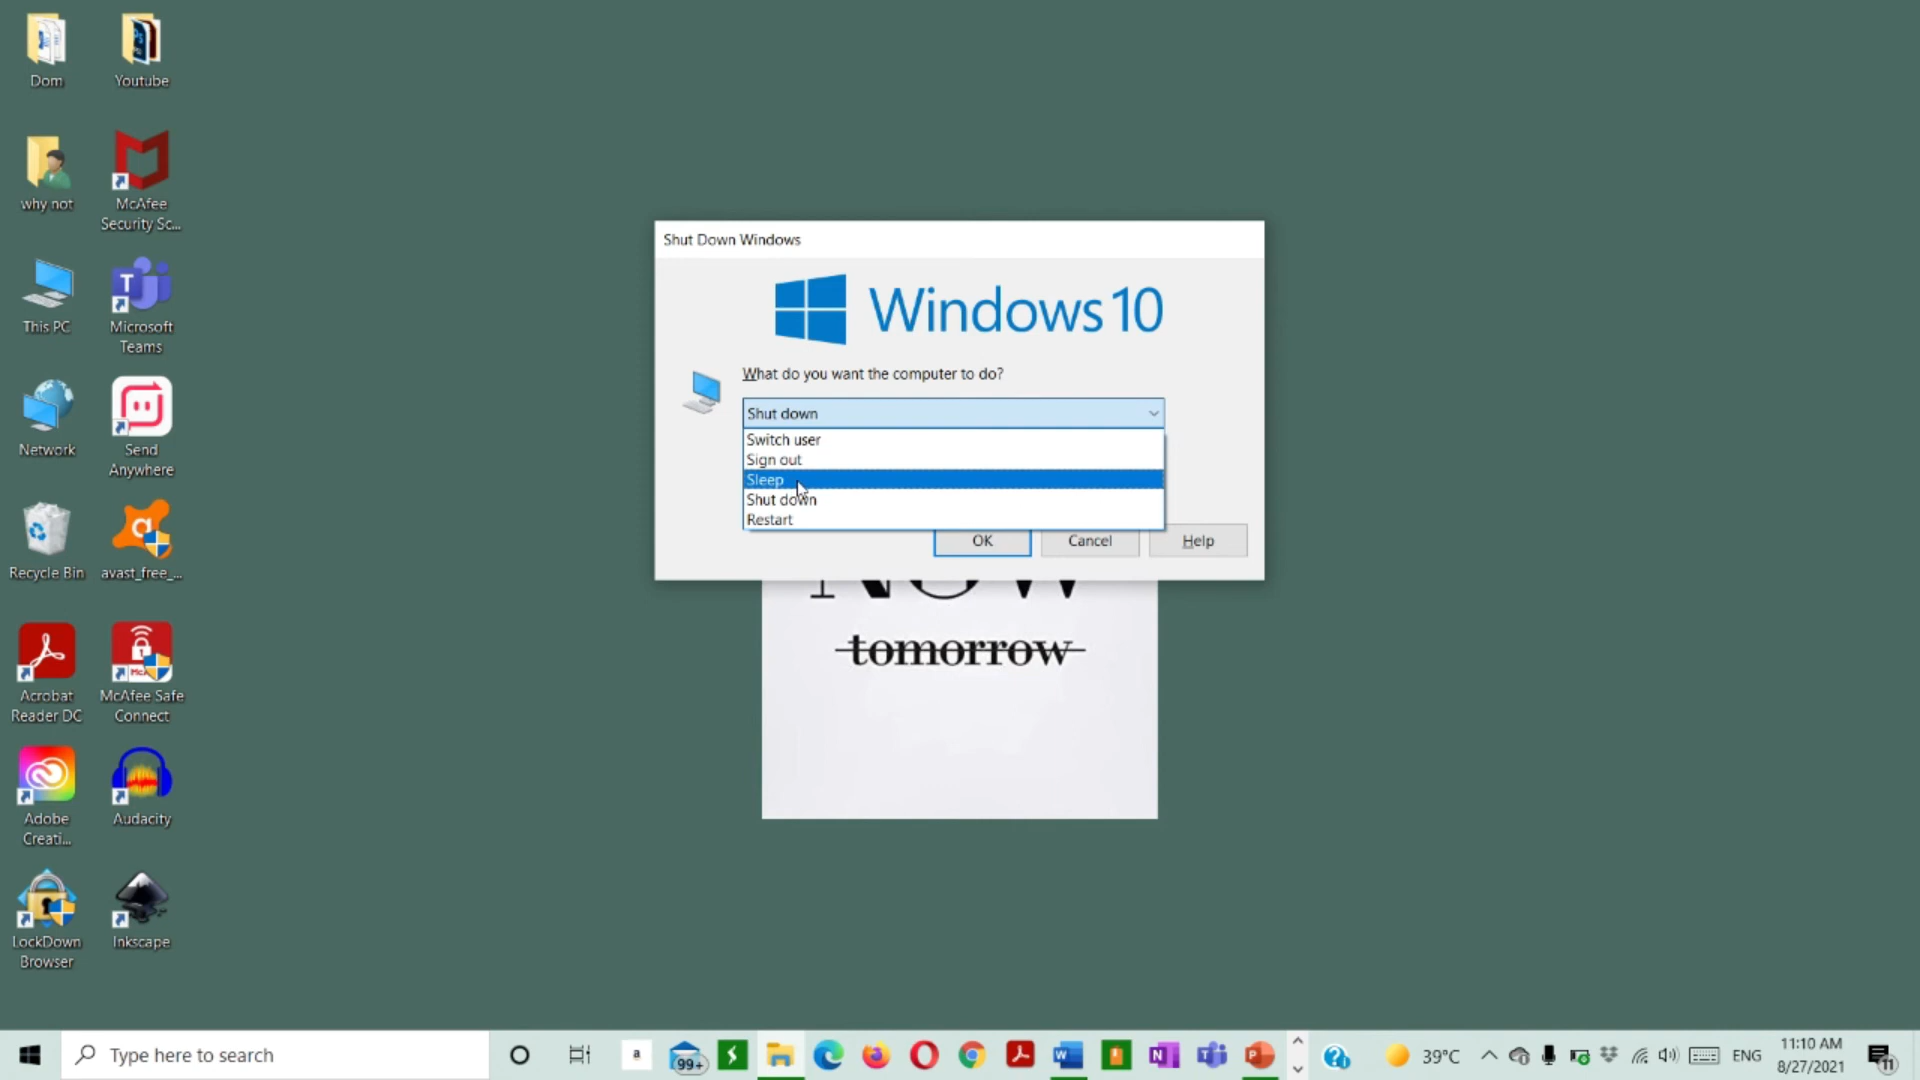 Dom
Youtube
why not
McAfee
Security Sc...
This PC
Microsoft
Teams
Network
Send
Anywhere
Recycle Bin
avast_free_...
Acrobat
Reader DC
McAfee Safe
Connect
Adobe
Creati...
Audacity
LockDown
Browser
Inkscape
Shut Down Windows
Windows 10
What do you want the computer to do?
Shut down
Switch user
Sign out
Sleep
Shut down
Restart
OK
Cancel
Help
tomorrow
Type here to search
99+
39°C
ENG
11:10 AM
8/27/2021
11